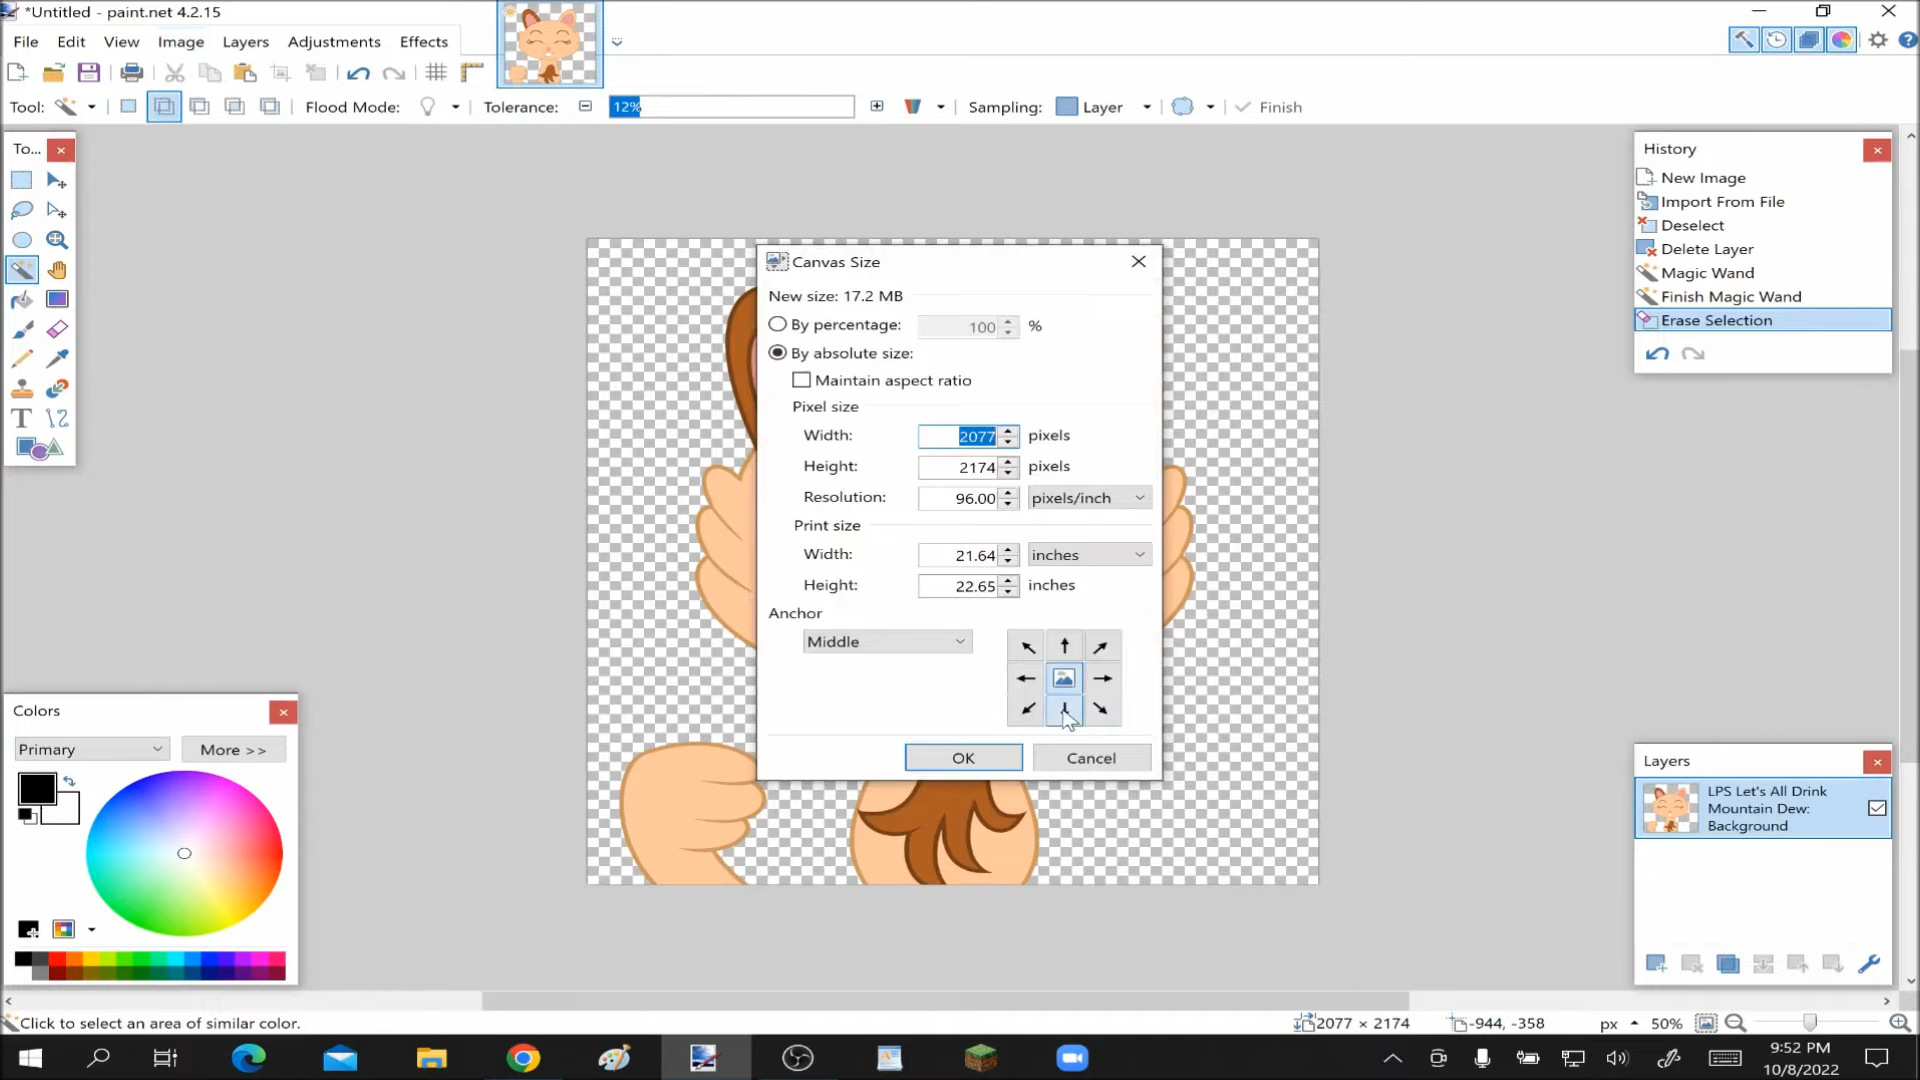 *Untitled - paint.net 4.2.15
File Edit View Image Layers Adjustments Effects
Tool: Flood Mode: Tolerance: 12% Sampling: Layer Finish
To...
History
New Image
Import From File
Deselect
Delete Layer
Magic Wand
Finish Magic Wand
Erase Selection
Canvas Size
New size: 17.2 MB
By percentage: 100 %
By absolute size:
Maintain aspect ratio
Pixel size
Width: 2077 pixels
Height: 2174 pixels
Resolution: 96.00 pixels/inch
Print size
Width: 21.64 inches
Height: 22.65 inches
Anchor
Middle
OK Cancel
Colors
Primary More >>
Layers
LPS Let's All Drink
Mountain Dew:
Background
Click to select an area of similar color. 2077 × 2174 -944, -358 px 50%
9:52 PM
10/8/2022